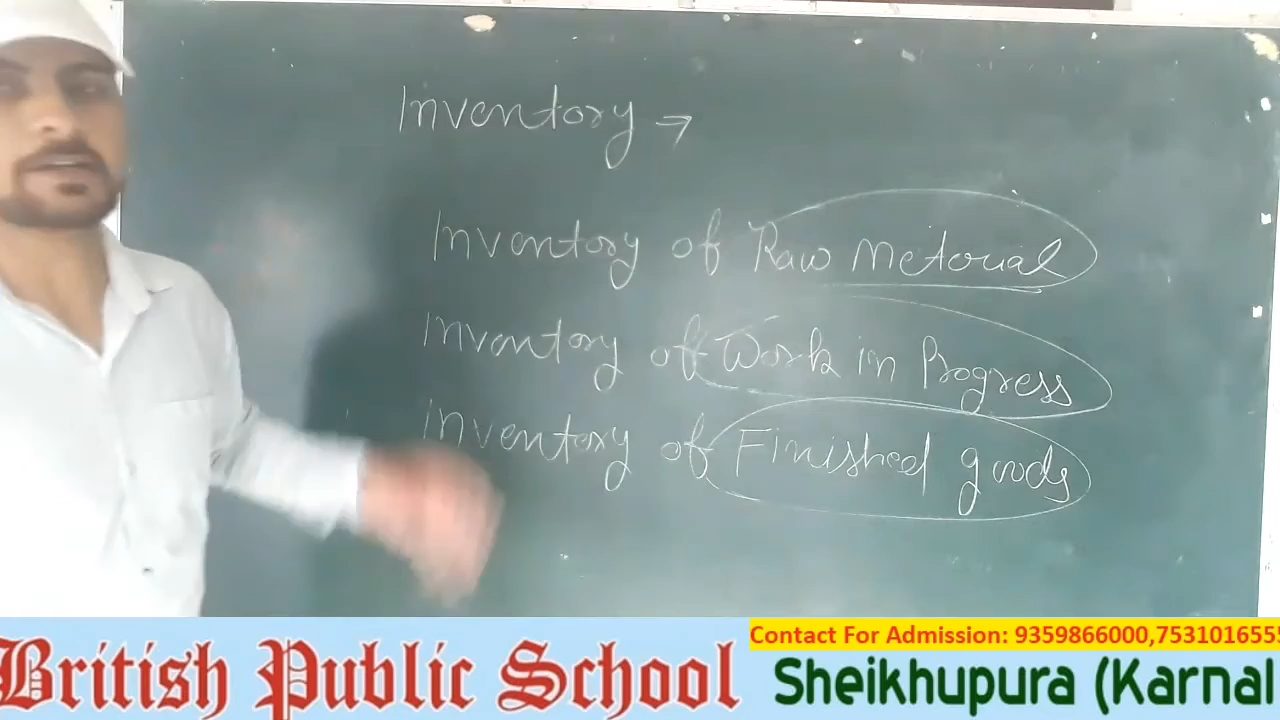 Inventory →
Inventory of Raw Metorial
Inventory of Work in Progress
Inventory of Finished goods
Contact For Admission: 9359866000,7531016555
British Public School
Sheikhupura (Karnal